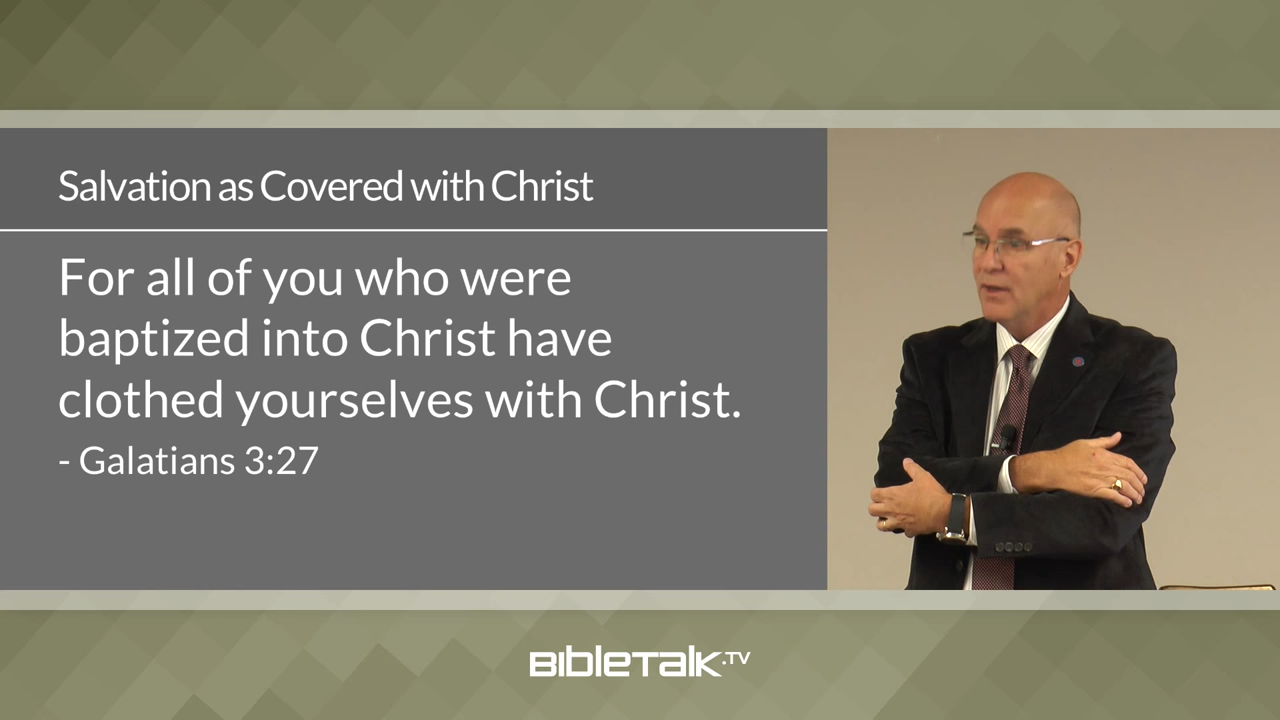 Salvation as Covered with Christ
For all of you who were
baptized into Christ have
clothed yourselves with Christ.
- Galatians 3:27
BibleTalk.TV